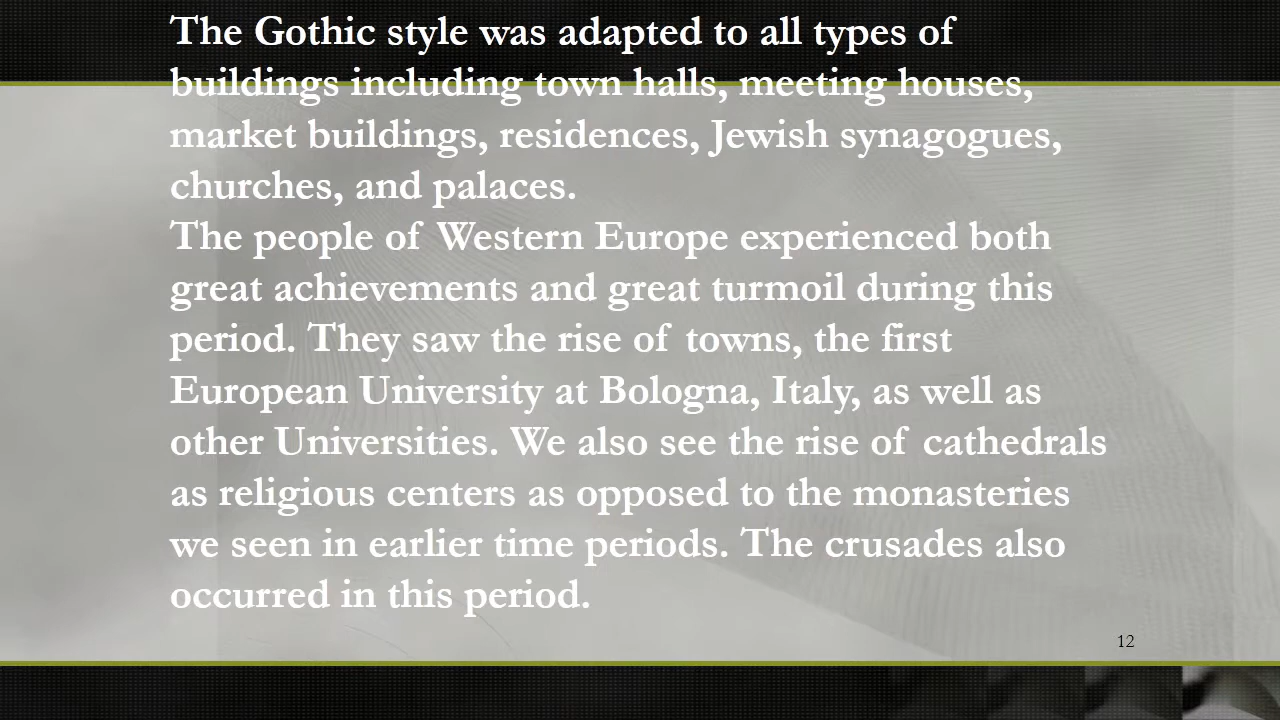 The Gothic style was adapted to all types of
buildings including town halls, meeting houses,
market buildings, residences, Jewish synagogues,
churches, and palaces.
The people of Western Europe experienced both
great achievements and great turmoil during this
period. They saw the rise of towns, the first
European University at Bologna, Italy, as well as
other Universities. We also see the rise of cathedrals
as religious centers as opposed to the monasteries
we seen in earlier time periods. The crusades also
occurred in this period.
12